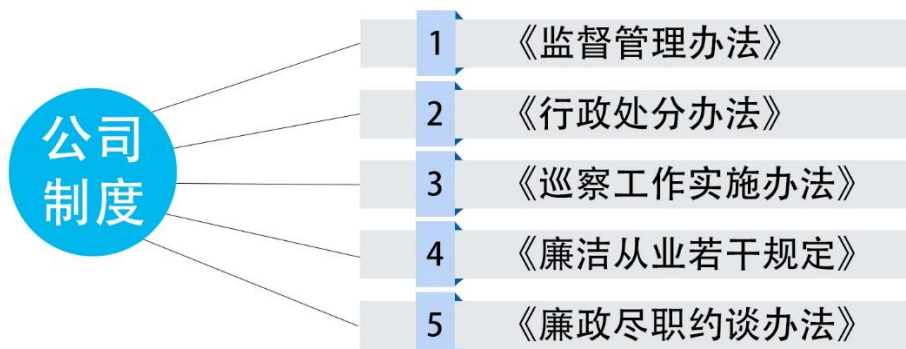 公司
制度
1 《监督管理办法》
2 《行政处分办法》
3 《巡察工作实施办法》
4 《廉洁从业若干规定》
5 《廉政尽职约谈办法》